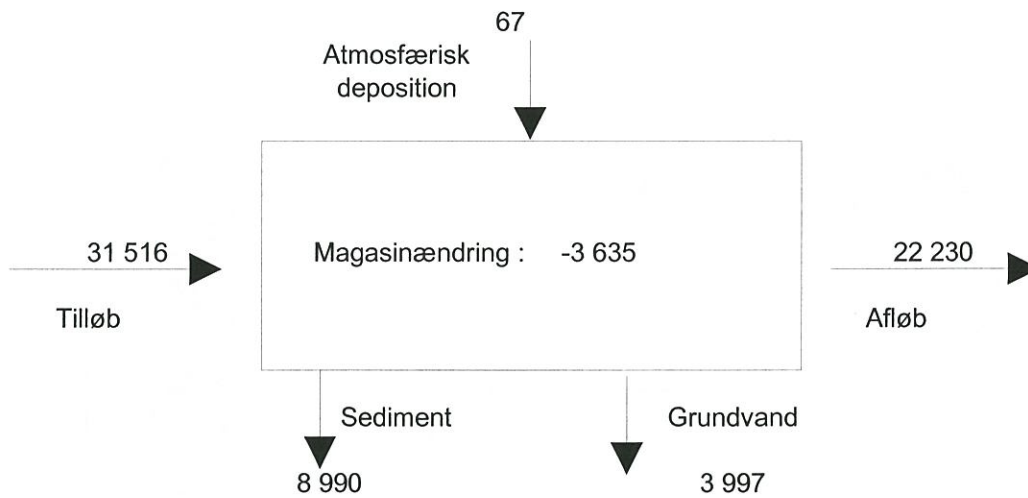 67
Atmosfærisk
deposition
31 516
Magasinændring : -3 635
22 230
Tilløb
Afløb
Sediment
Grundvand
8 990
3 997